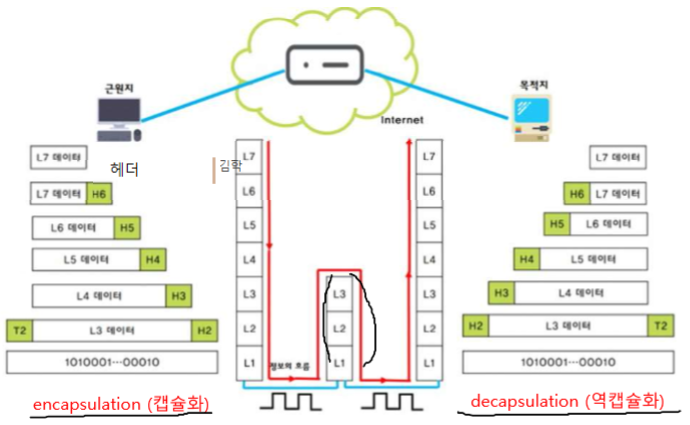 근원지
목적지
Internet
L7 데이터
헤더
김학
L7 데이터 H6
L6 데이터 H5
L5 데이터 H4
L4 데이터 H3
T2 L3 데이터 H2
1010001···00010
encapsulation (캡슐화)
L7
L6
L5
L4
L3
L2
L1
정보의 흐름
L3
L2
L1
L7
L6
L5
L4
L3
L2
L1
L7 데이터
H6 L7 데이터
H5 L6 데이터
H4 L5 데이터
H3 L4 데이터
H2 L3 데이터 T2
1010001···00010
decapsulation (역캡슐화)